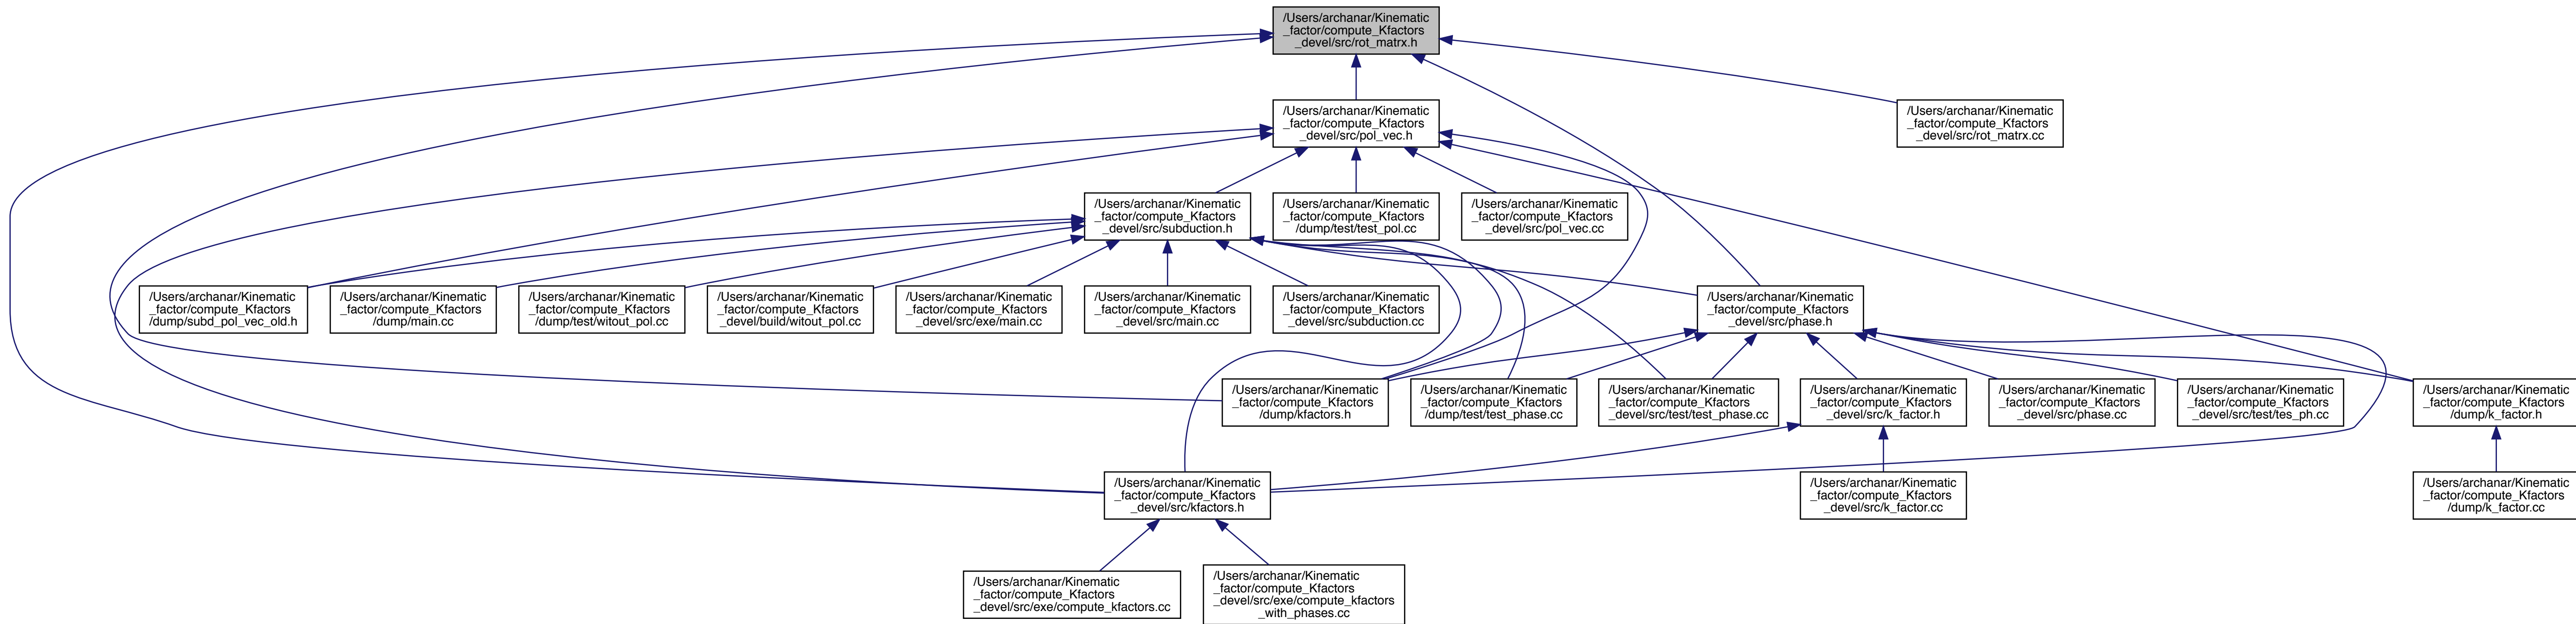 /Users/archanar/Kinematic
_factor/compute_Kfactors
_devel/src/rot_matrx.h
/Users/archanar/Kinematic
_factor/compute_Kfactors
_devel/src/pol_vec.h
/Users/archanar/Kinematic
_factor/compute_Kfactors
_devel/src/rot_matrx.cc
/Users/archanar/Kinematic
_factor/compute_Kfactors
_devel/src/subduction.h
/Users/archanar/Kinematic
_factor/compute_Kfactors
/dump/test/test_pol.cc
/Users/archanar/Kinematic
_factor/compute_Kfactors
_devel/src/pol_vec.cc
/Users/archanar/Kinematic
_factor/compute_Kfactors
/dump/subd_pol_vec_old.h
/Users/archanar/Kinematic
_factor/compute_Kfactors
/dump/main.cc
/Users/archanar/Kinematic
_factor/compute_Kfactors
/dump/test/witout_pol.cc
/Users/archanar/Kinematic
_factor/compute_Kfactors
_devel/build/witout_pol.cc
/Users/archanar/Kinematic
_factor/compute_Kfactors
_devel/src/exe/main.cc
/Users/archanar/Kinematic
_factor/compute_Kfactors
_devel/src/main.cc
/Users/archanar/Kinematic
_factor/compute_Kfactors
_devel/src/subduction.cc
/Users/archanar/Kinematic
_factor/compute_Kfactors
_devel/src/phase.h
/Users/archanar/Kinematic
_factor/compute_Kfactors
/dump/kfactors.h
/Users/archanar/Kinematic
_factor/compute_Kfactors
/dump/test/test_phase.cc
/Users/archanar/Kinematic
_factor/compute_Kfactors
_devel/src/test/test_phase.cc
/Users/archanar/Kinematic
_factor/compute_Kfactors
_devel/src/k_factor.h
/Users/archanar/Kinematic
_factor/compute_Kfactors
_devel/src/phase.cc
/Users/archanar/Kinematic
_factor/compute_Kfactors
_devel/src/test/tes_ph.cc
/Users/archanar/Kinematic
_factor/compute_Kfactors
/dump/k_factor.h
/Users/archanar/Kinematic
_factor/compute_Kfactors
_devel/src/kfactors.h
/Users/archanar/Kinematic
_factor/compute_Kfactors
_devel/src/k_factor.cc
/Users/archanar/Kinematic
_factor/compute_Kfactors
/dump/k_factor.cc
/Users/archanar/Kinematic
_factor/compute_Kfactors
_devel/src/exe/compute_kfactors.cc
/Users/archanar/Kinematic
_factor/compute_Kfactors
_devel/src/exe/compute_kfactors
_with_phases.cc